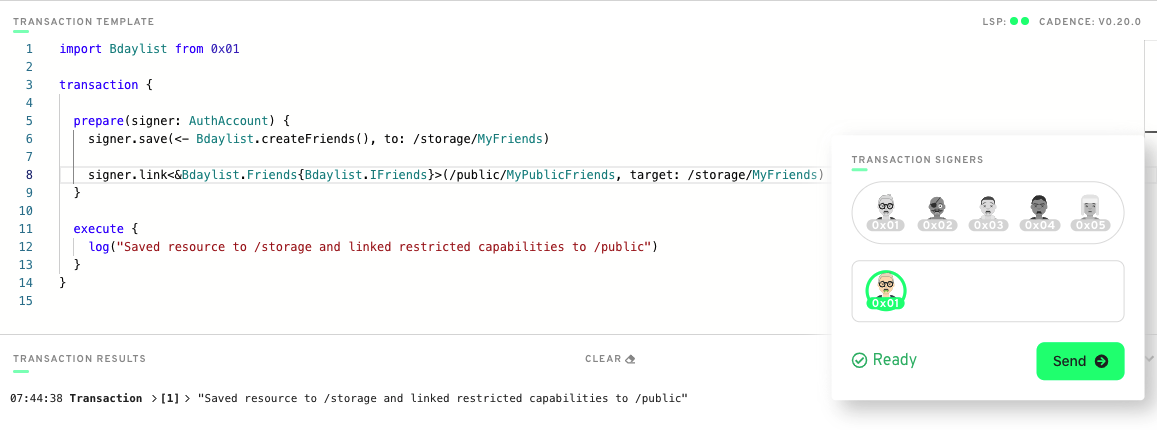 TRANSACTION TEMPLATE
LSP: CADENCE: V0.20.0
1 import Bdaylist from 0x01
2
3 transaction {
4
5 prepare(signer: AuthAccount) {
6 signer.save(<- Bdaylist.createFriends(), to: /storage/MyFriends)
7
8 signer.link<&Bdaylist.Friends{Bdaylist.IFriends}>(/public/MyPublicFriends, target: /storage/MyFriends)
9 }
10
11 execute {
12 log("Saved resource to /storage and linked restricted capabilities to /public")
13 }
14 }
15
TRANSACTION SIGNERS
0x01 0x02 0x03 0x04 0x05
0x01
Ready Send
TRANSACTION RESULTS CLEAR
07:44:38 Transaction >[1] > "Saved resource to /storage and linked restricted capabilities to /public"